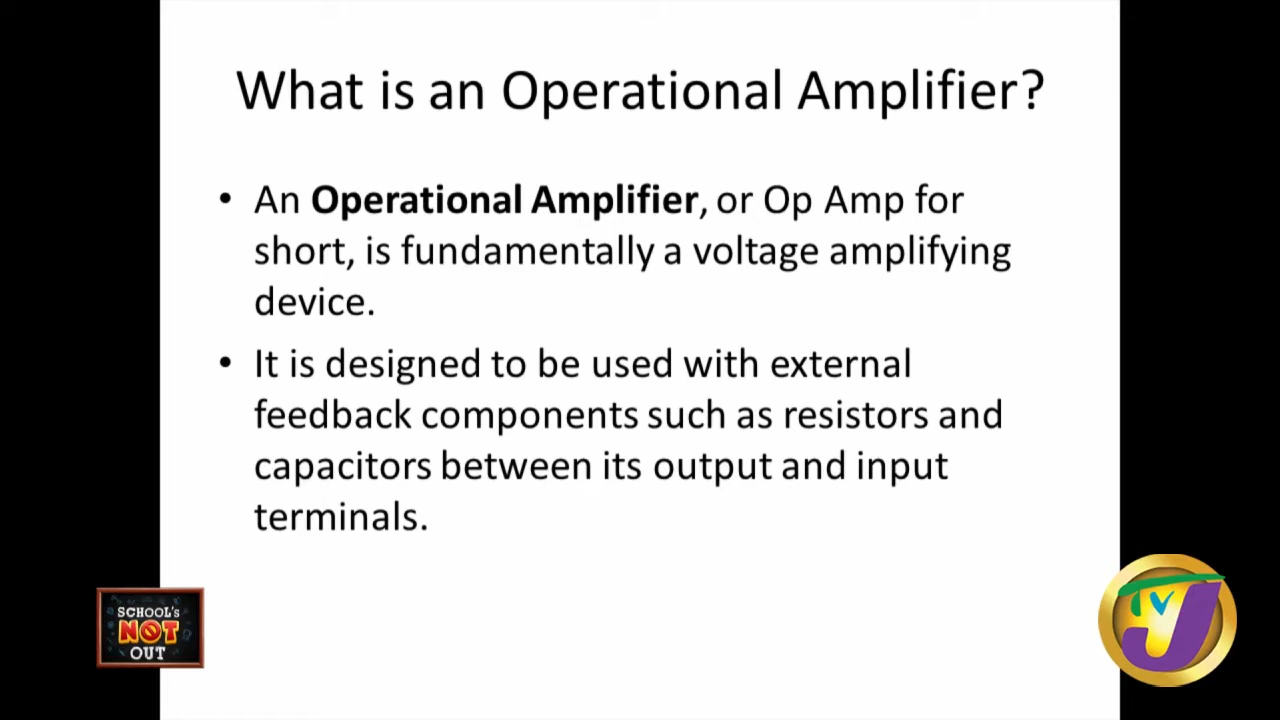 What is an Operational Amplifier?
• An Operational Amplifier, or Op Amp for
short, is fundamentally a voltage amplifying
device.
• It is designed to be used with external
feedback components such as resistors and
capacitors between its output and input
terminals.
SCHOOL's
NOT
OUT
TVJ